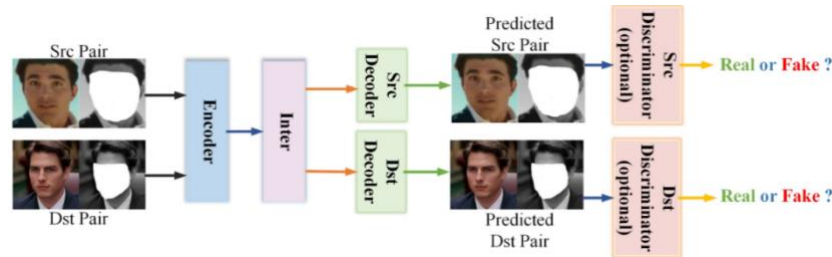 Src Pair
Dst Pair
Encoder
Inter
Src
Decoder
Dst
Decoder
Predicted
Src Pair
Predicted
Dst Pair
Src
Discriminator
(optional)
Dst
Discriminator
(optional)
Real or Fake ?
Real or Fake ?